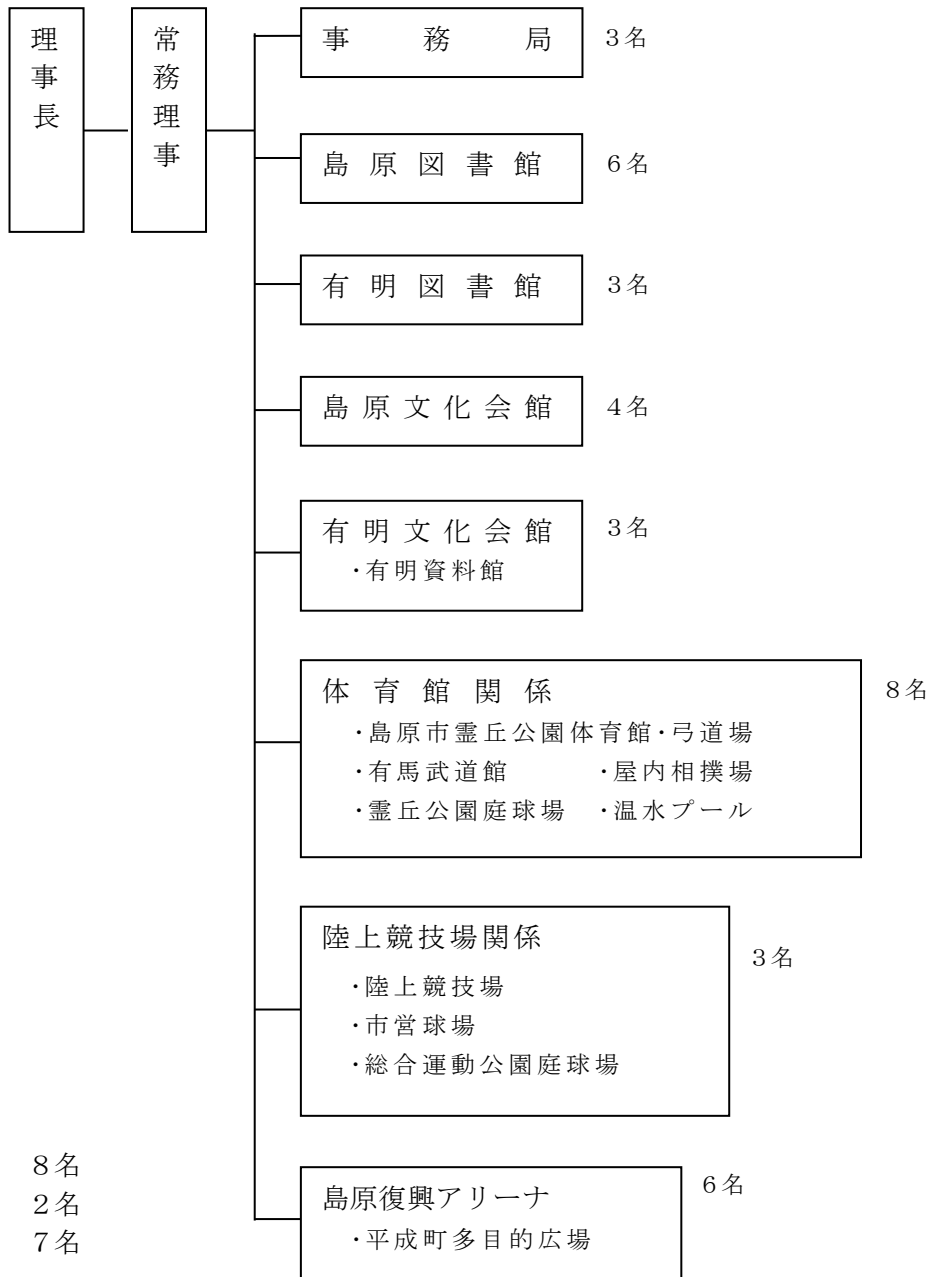 理事長
常務理事
事務局 3名
島原図書館 6名
有明図書館 3名
島原文化会館 4名
有明文化会館 3名
・有明資料館
体育館関係 8名
・島原市霊丘公園体育館・弓道場
・有馬武道館 ・屋内相撲場
・霊丘公園庭球場 ・温水プール
陸上競技場関係 3名
・陸上競技場
・市営球場
・総合運動公園庭球場
島原復興アリーナ 6名
・平成町多目的広場
8名
2名
7名